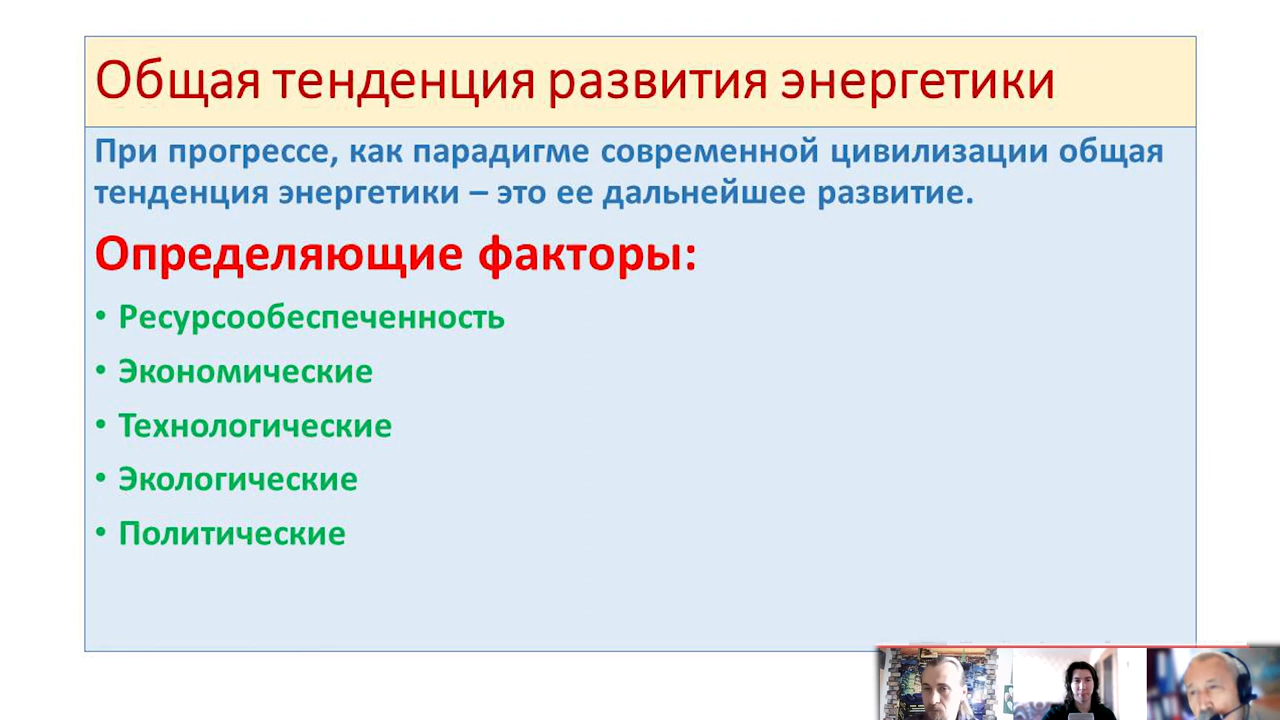 Общая тенденция развития энергетики
При прогрессе, как парадигме современной цивилизации общая
тенденция энергетики – это ее дальнейшее развитие.
Определяющие факторы:
• Ресурсообеспеченность
• Экономические
• Технологические
• Экологические
• Политические